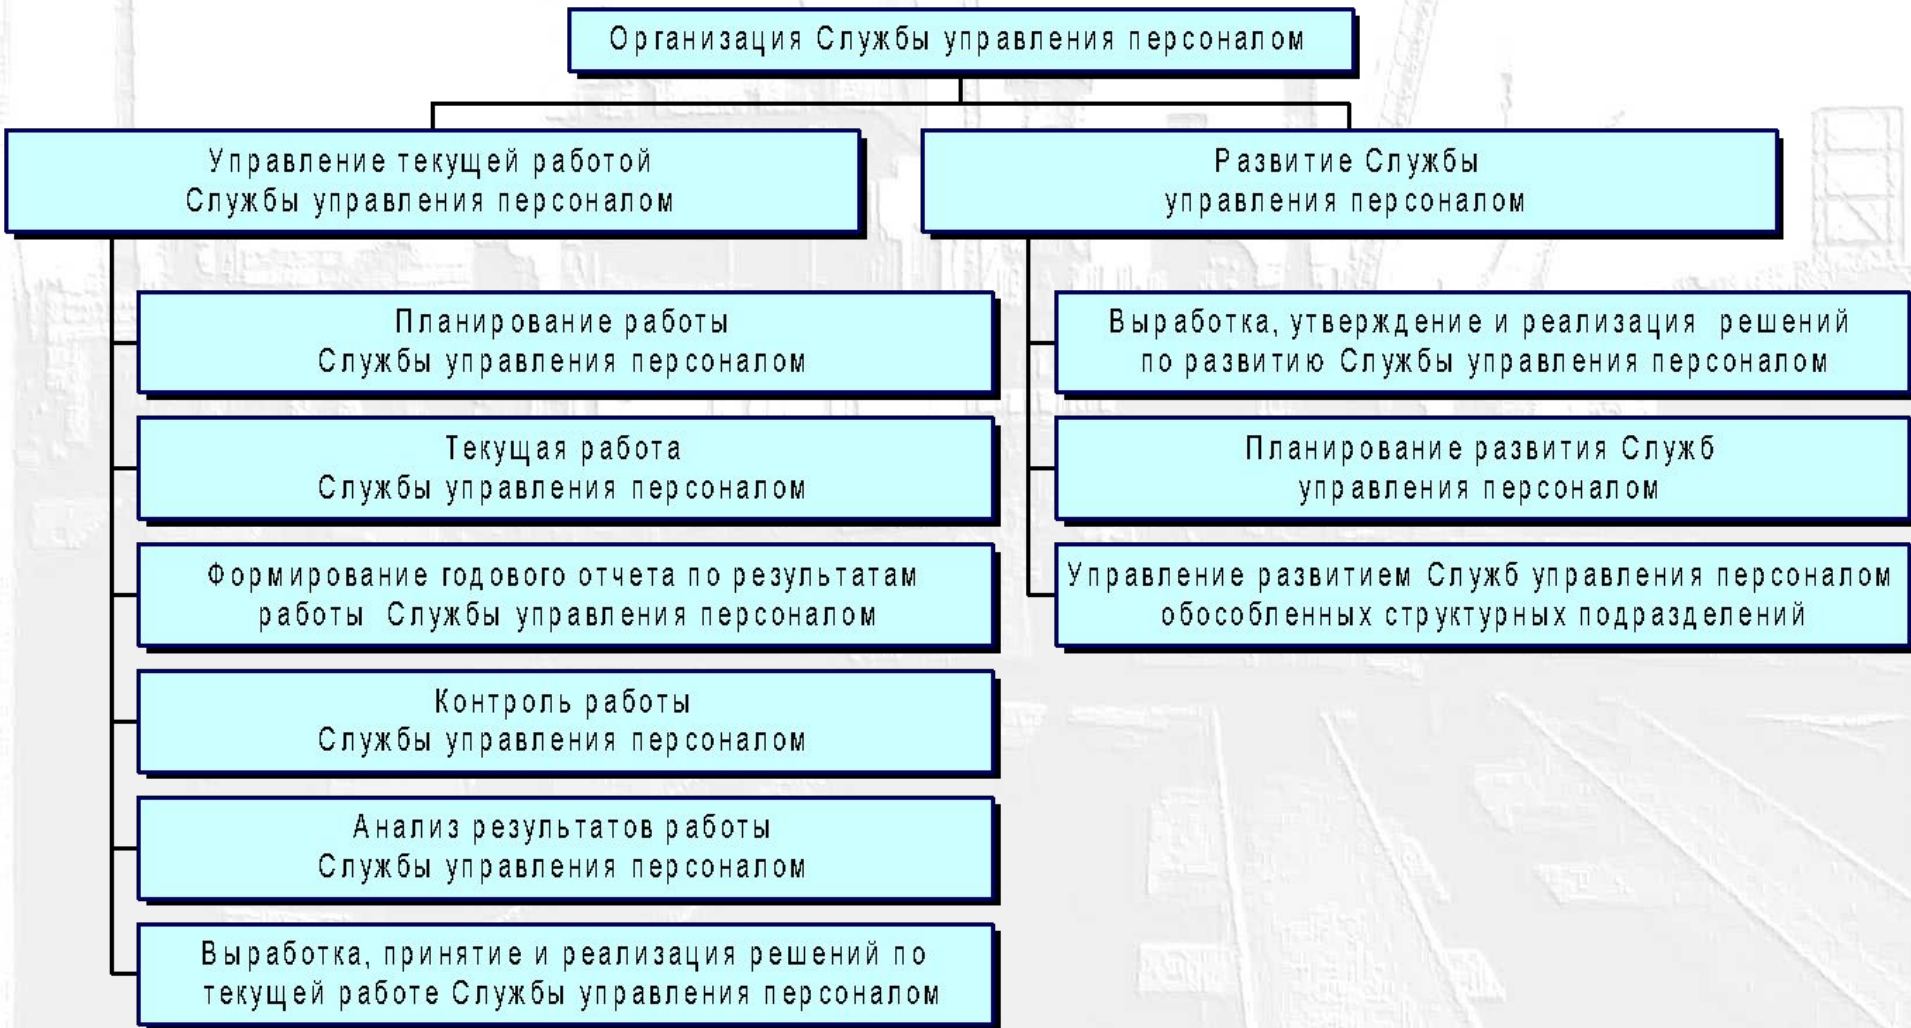 Организация Службы управления персоналом
Управление текущей работой
Службы управления персоналом
Планирование работы
Службы управления персоналом
Текущая работа
Службы управления персоналом
Формирование годового отчета по результатам
работы Службы управления персоналом
Контроль работы
Службы управления персоналом
Анализ результатов работы
Службы управления персоналом
Выработка, принятие и реализация решений по
текущей работе Службы управления персоналом
Развитие Службы
управления персоналом
Выработка, утверждение и реализация решений
по развитию Службы управления персоналом
Планирование развития Служб
управления персоналом
Управление развитием Служб управления персоналом
обособленных структурных подразделений